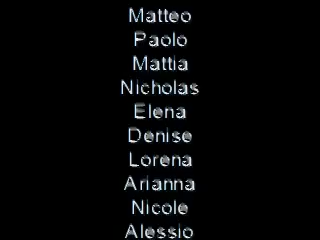 Matteo
Paolo
Mattia
Nicholas
Elena
Denise
Lorena
Arianna
Nicole
Alessio